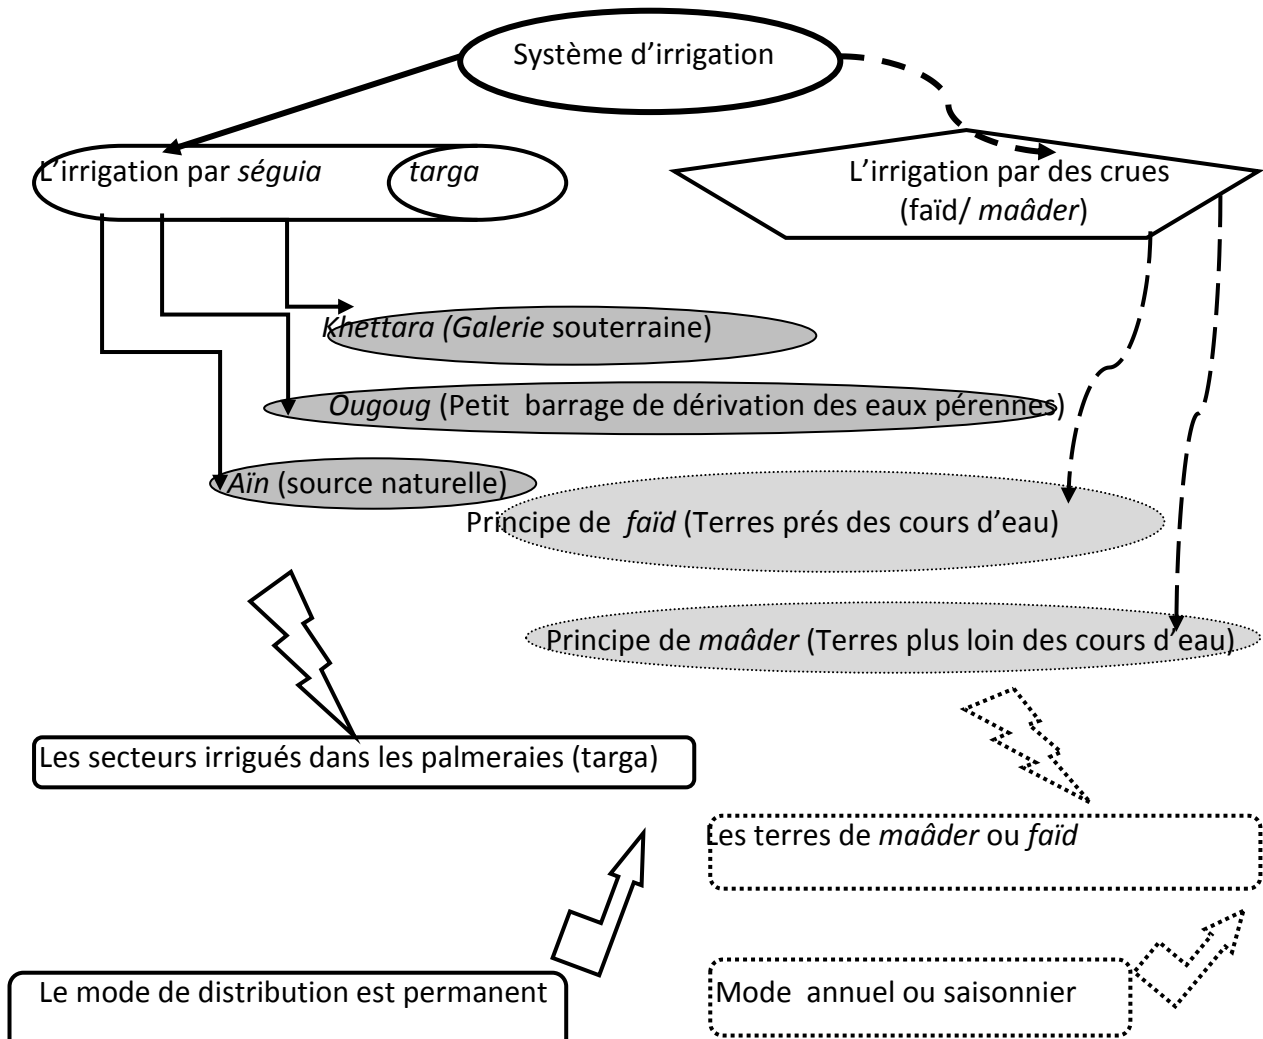 Système d’irrigation
L’irrigation par séguia targa
L’irrigation par des crues
(faïd/ maâder)
Khettara (Galerie souterraine)
Ougoug (Petit  barrage de dérivation des eaux pérennes)
Aïn (source naturelle)
Principe de  faïd (Terres prés des cours d’eau)
Principe de maâder (Terres plus loin des cours d’eau)
Les secteurs irrigués dans les palmeraies (targa)
Les terres de maâder ou faïd
Le mode de distribution est permanent
Mode  annuel ou saisonnier